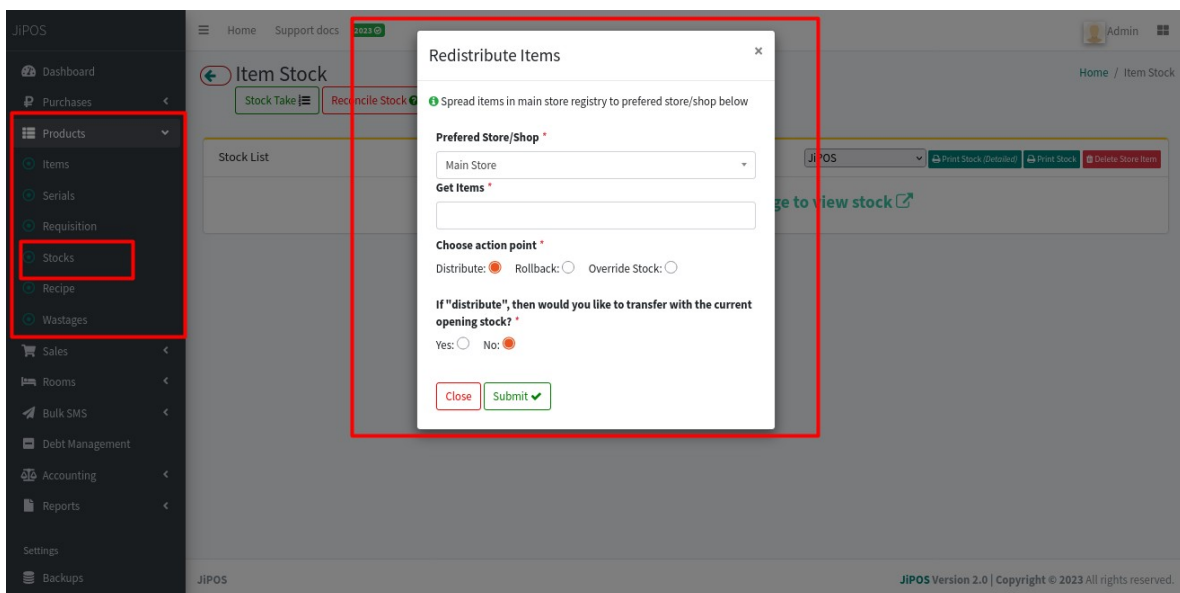 JiPOS
Home Support docs 2023
Admin
Dashboard
Purchases
Products
Items
Serials
Requisition
Stocks
Recipe
Wastages
Sales
Rooms
Bulk SMS
Debt Management
Accounting
Reports
Settings
Backups
Item Stock
Home / Item Stock
Stock Take
Reconcile Stock
Stock List
JiPOS
Print Stock (Detailed)
Print Stock
Delete Store Item
to view stock
Redistribute Items
×
Spread items in main store registry to prefered store/shop below
Prefered Store/Shop *
Main Store
Get Items *
Choose action point *
Distribute: Rollback: Override Stock:
If "distribute", then would you like to transfer with the current
opening stock? *
Yes: No:
Close
Submit
JiPOS
JiPOS Version 2.0 | Copyright © 2023 All rights reserved.